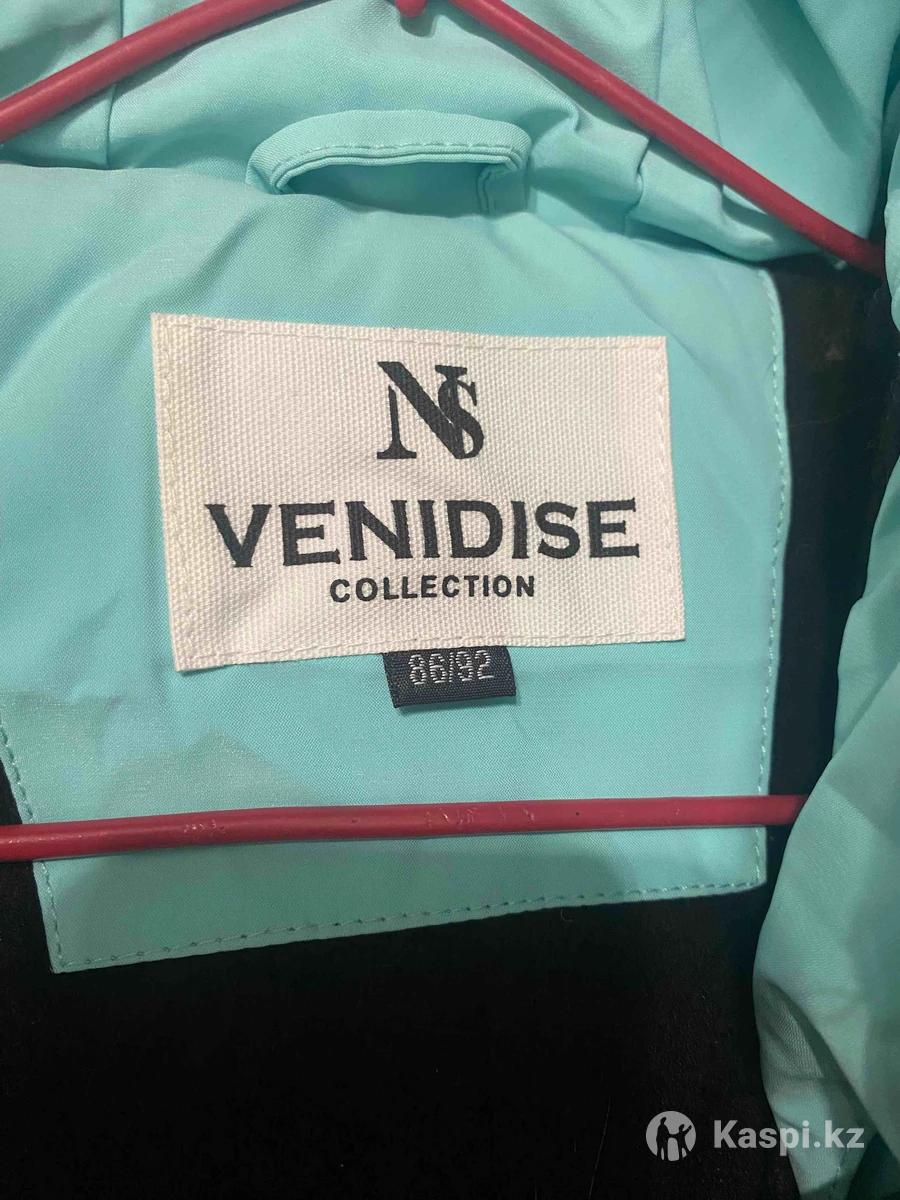 NS
VENIDISE
COLLECTION
86/92
Kaspi.kz